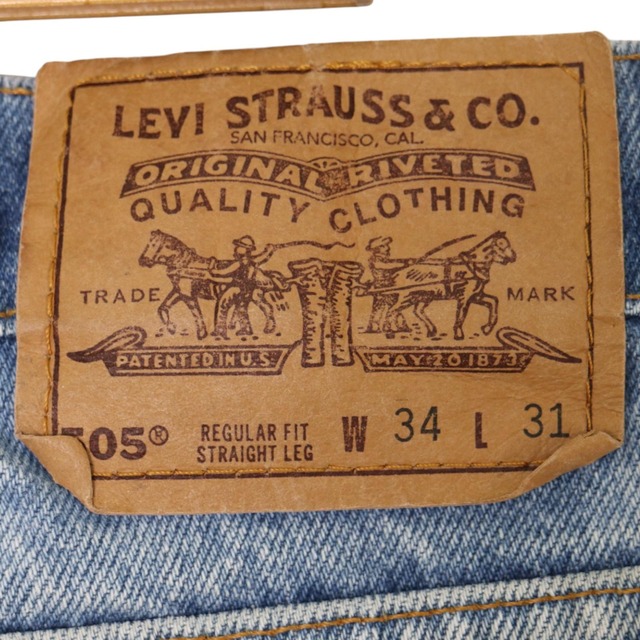 LEVI STRAUSS & CO.
SAN FRANCISCO, CAL.
ORIGINAL RIVETED
QUALITY CLOTHING
TRADE MARK
PATENTED IN U.S. MAY 20 1873
505® REGULAR FIT W 34 L 31
STRAIGHT LEG